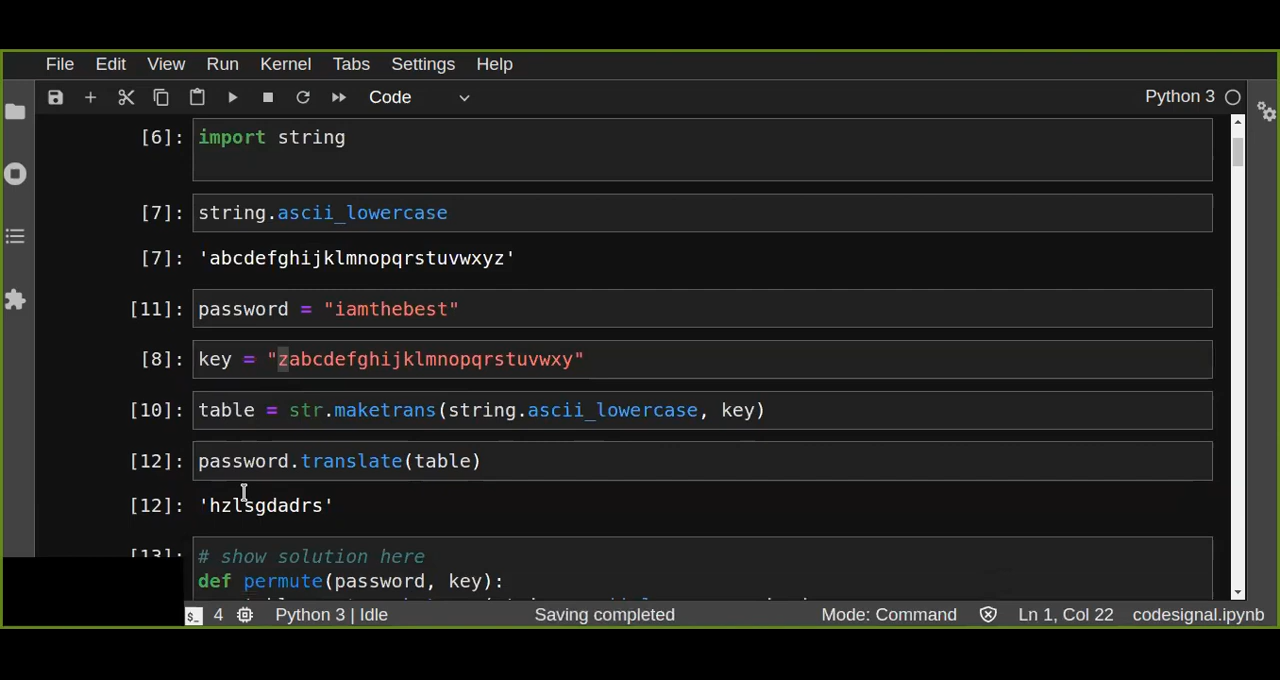 File Edit View Run Kernel Tabs Settings Help
Code Python 3
[6]: import string
[7]: string.ascii_lowercase
[7]: 'abcdefghijklmnopqrstuvwxyz'
[11]: password = "iamthebest"
[8]: key = "zabcdefghijklmnopqrstuvwxy"
[10]: table = str.maketrans(string.ascii_lowercase, key)
[12]: password.translate(table)
[12]: 'hzlsgdadrs'
[13]: # show solution here
def permute(password, key):
4 Python 3 | Idle Saving completed Mode: Command Ln 1, Col 22 codesignal.ipynb